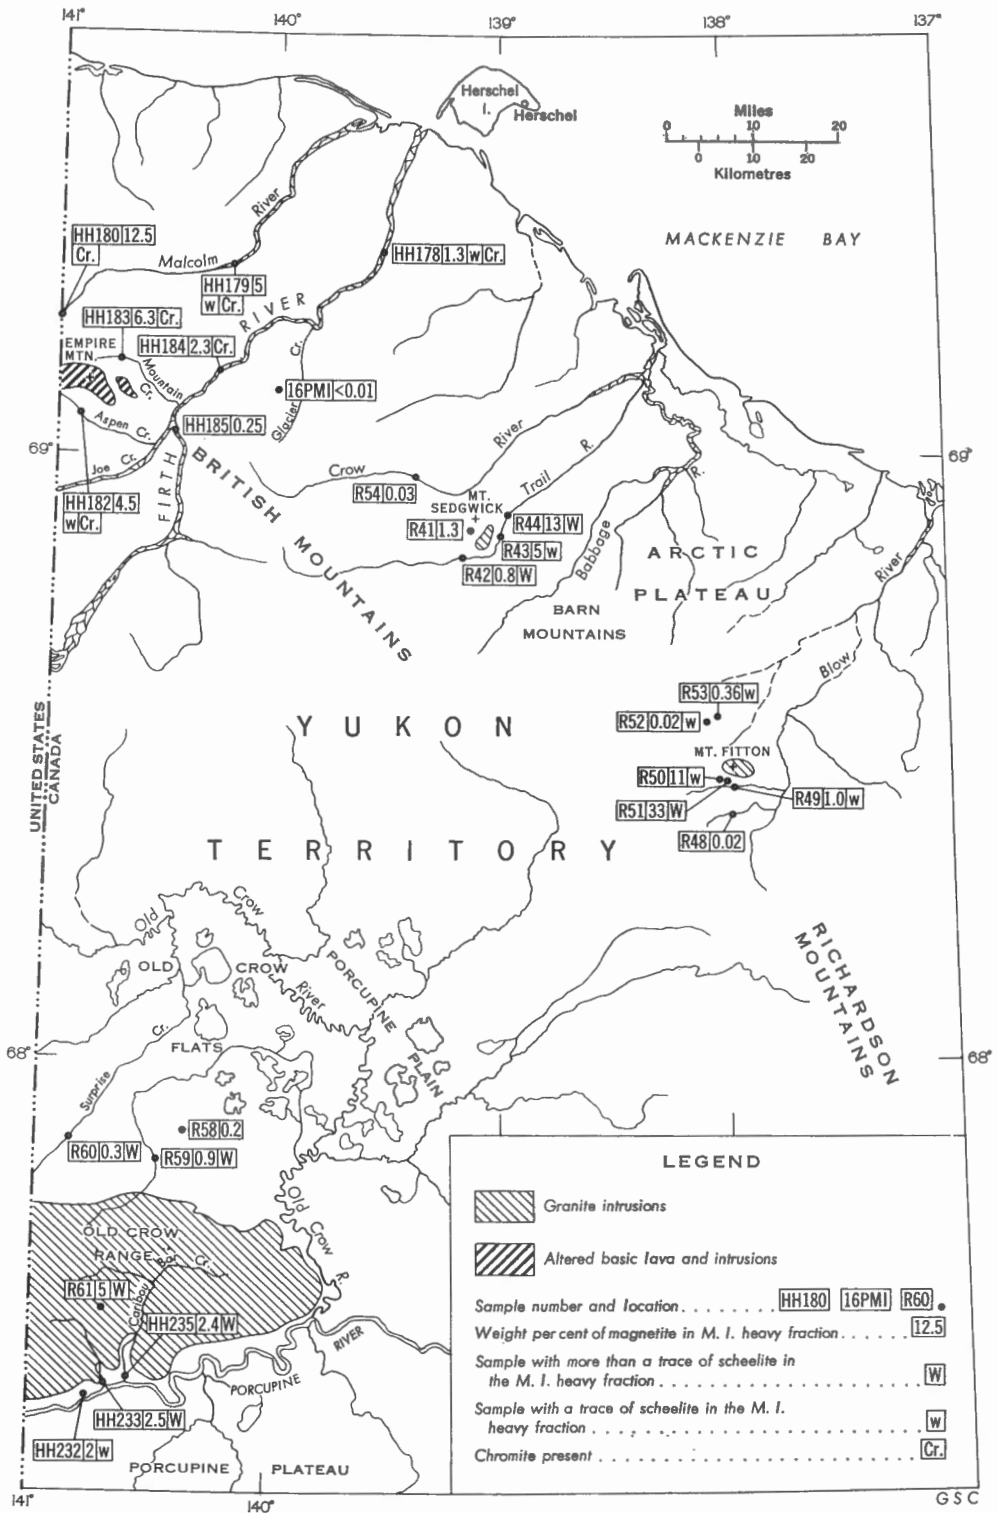 141° 140° 139° 138° 137°
Herschel
I.
Herschel
Miles
0 10 20
0 10 20
Kilometres
MACKENZIE BAY
HH180 12.5
Cr.
Malcolm River
HH179 5
w Cr.
HH178 1.3 w Cr.
HH183 6.3 Cr.
EMPIRE
MTN.
HH184 2.3 Cr.
Mountain
Cr.
16PMI <0.01
Glacier Cr.
Aspen Cr.
HH185 0.25
Joe Cr.
HH182 4.5
w Cr.
FIRTH RIVER
69° 69°
BRITISH MOUNTAINS
Crow River
R54 0.03
MT.
SEDGWICK
Trail R.
R41 1.3
R44 13 W
R43 5 w
R42 0.8 W
Babbage R.
ARCTIC
PLATEAU
BARN
MOUNTAINS
Blow River
R53 0.36 w
R52 0.02 w
MT. FITTON
R50 11 w
R51 33 W
R49 1.0 w
R48 0.02
UNITED STATES
CANADA
YUKON
TERRITORY
RICHARDSON
MOUNTAINS
Old Crow River
OLD CROW
FLATS
PORCUPINE PLAIN
68° 68°
Surprise Cr.
R58 0.2
R60 0.3 W
R59 0.9 W
Old Crow R.
OLD CROW
RANGE
Caribou Bar Cr.
R61 5 W
HH235 2.4 W
PORCUPINE RIVER
HH233 2.5 W
HH232 2 w
PORCUPINE PLATEAU
LEGEND
Granite intrusions
Altered basic lava and intrusions
Sample number and location . . . . . . . HH180 16PMI R60
Weight per cent of magnetite in M. I. heavy fraction . . . . . . 12.5
Sample with more than a trace of scheelite in
the M. I. heavy fraction . . . . . . . . . . . . . . . . . . . . . W
Sample with a trace of scheelite in the M. I.
heavy fraction . . . . . . . . . . . . . . . . . . . . . . . . . . w
Chromite present . . . . . . . . . . . . . . . . . . . . . . . . . Cr.
141° 140°
GSC